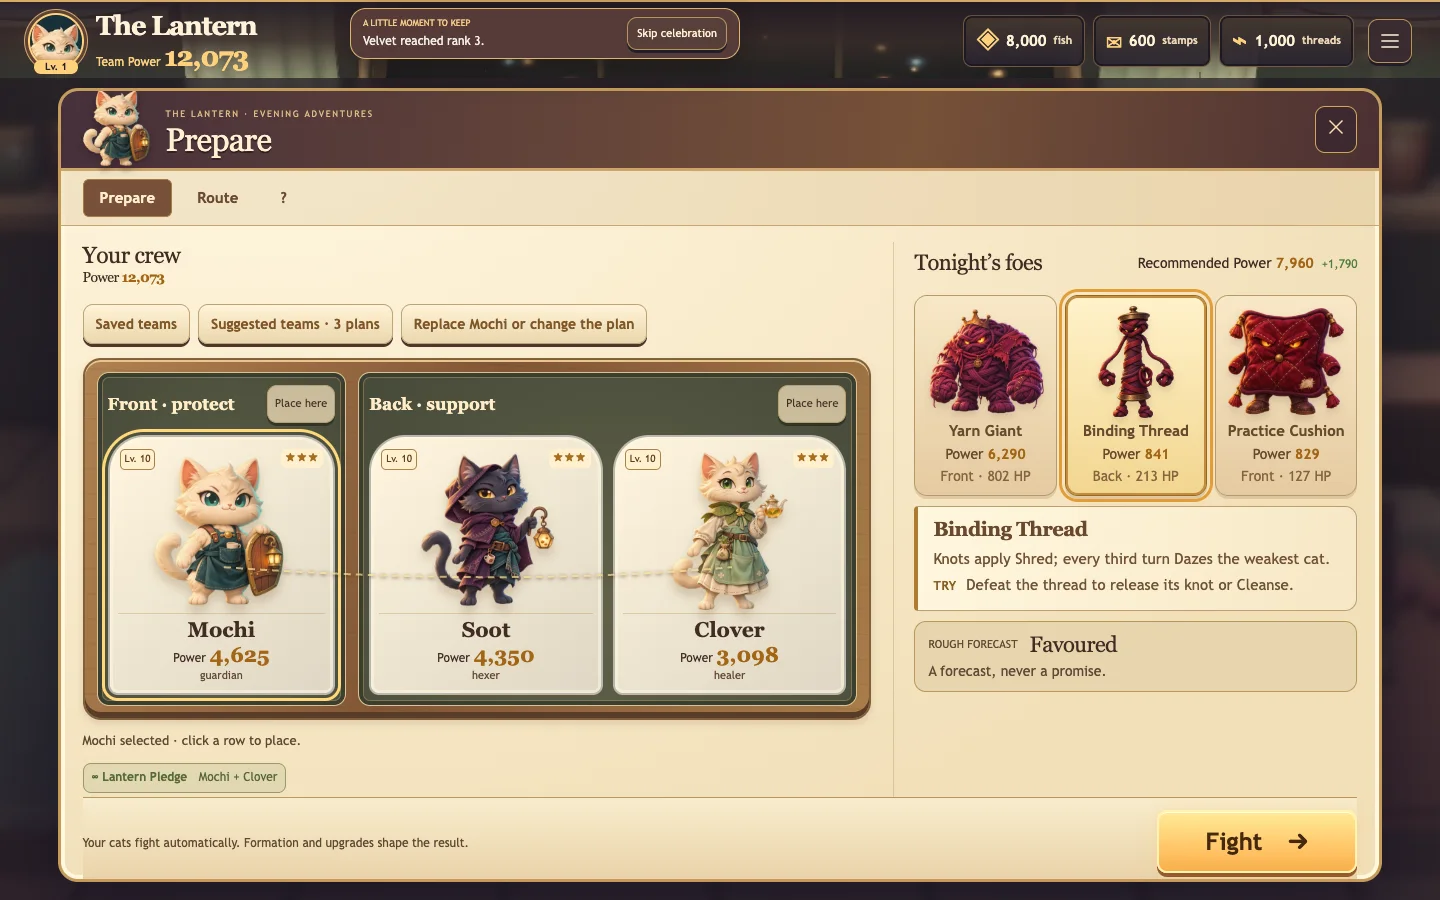 The Lantern
Team Power 12,073
Lv. 1
A LITTLE MOMENT TO KEEP
Velvet reached rank 3.
Skip celebration
8,000 fish
600 stamps
1,000 threads
THE LANTERN · EVENING ADVENTURES
Prepare
Prepare
Route
?
Your crew
Power 12,073
Saved teams
Suggested teams · 3 plans
Replace Mochi or change the plan
Front · protect
Place here
Lv. 10
Mochi
Power 4,625
guardian
Back · support
Place here
Lv. 10
Soot
Power 4,350
hexer
Lv. 10
Clover
Power 3,098
healer
Mochi selected · click a row to place.
∞ Lantern Pledge Mochi + Clover
Tonight's foes
Recommended Power 7,960 +1,790
Yarn Giant
Power 6,290
Front · 802 HP
Binding Thread
Power 841
Back · 213 HP
Practice Cushion
Power 829
Front · 127 HP
Binding Thread
Knots apply Shred; every third turn Dazes the weakest cat.
TRY Defeat the thread to release its knot or Cleanse.
ROUGH FORECAST Favoured
A forecast, never a promise.
Your cats fight automatically. Formation and upgrades shape the result.
Fight →